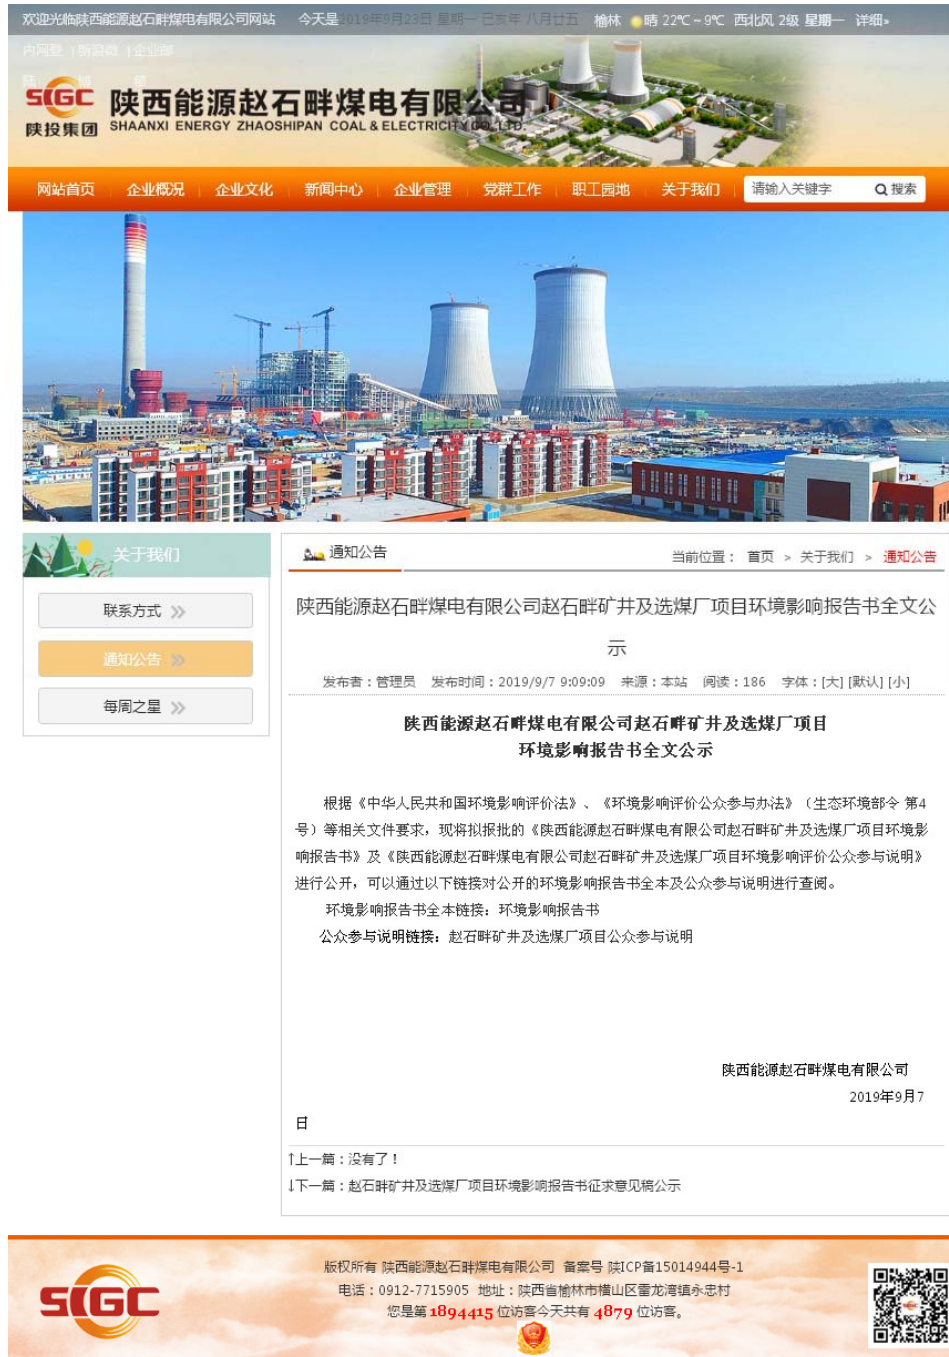 欢迎光临陕西能源赵石畔煤电有限公司网站 今天是2019年9月23日 星期一 己亥年 八月廿五 榆林 晴 22℃~9℃ 西北风 2级 星期一 详细»
内网登 | 新浪微 | 企业邮
陆
SIGC
陕投集团
陕西能源赵石畔煤电有限公司
SHAANXI ENERGY ZHAOSHIPAN COAL & ELECTRICITY CO.,LTD.
网站首页 企业概况 企业文化 新闻中心 企业管理 党群工作 职工园地 关于我们 请输入关键字 搜索
关于我们
联系方式
通知公告
每周之星
通知公告 当前位置： 首页 > 关于我们 > 通知公告
陕西能源赵石畔煤电有限公司赵石畔矿井及选煤厂项目环境影响报告书全文公
示
发布者：管理员 发布时间：2019/9/7 9:09:09 来源：本站 阅读：186 字体：[大] [默认] [小]
陕西能源赵石畔煤电有限公司赵石畔矿井及选煤厂项目
环境影响报告书全文公示
根据《中华人民共和国环境影响评价法》、《环境影响评价公众参与办法》（生态环境部令 第4
号）等相关文件要求，现将拟报批的《陕西能源赵石畔煤电有限公司赵石畔矿井及选煤厂项目环境影
响报告书》及《陕西能源赵石畔煤电有限公司赵石畔矿井及选煤厂项目环境影响评价公众参与说明》
进行公开，可以通过以下链接对公开的环境影响报告书全本及公众参与说明进行查阅。
环境影响报告书全本链接：环境影响报告书
公众参与说明链接：赵石畔矿井及选煤厂项目公众参与说明
陕西能源赵石畔煤电有限公司
2019年9月7
日
↑上一篇：没有了！
↓下一篇：赵石畔矿井及选煤厂项目环境影响报告书征求意见稿公示
SIGC
版权所有 陕西能源赵石畔煤电有限公司 备案号 陕ICP备15014944号-1
电话：0912-7715905 地址：陕西省榆林市横山区雷龙湾镇永忠村
您是第 1894415 位访客今天共有 4879 位访客。